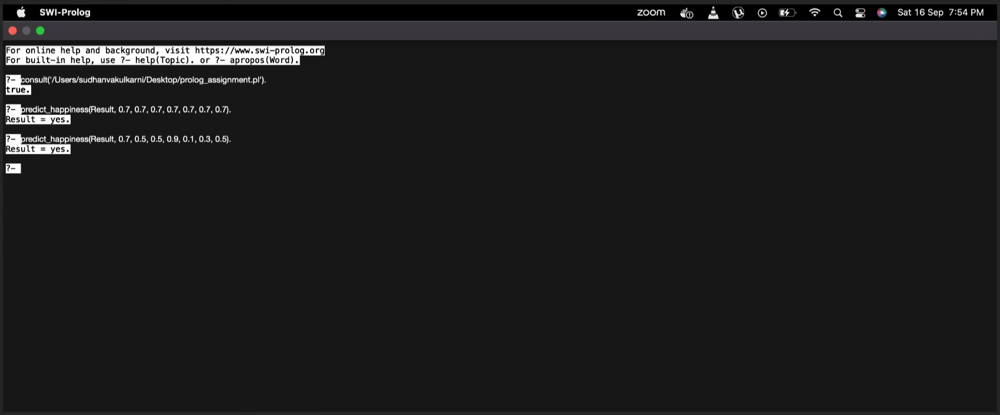 SWI-Prolog zoom Sat 16 Sep 7:54 PM
For online help and background, visit https://www.swi-prolog.org
For built-in help, use ?- help(Topic). or ?- apropos(Word).
?- consult('/Users/sudhanvakulkarni/Desktop/prolog_assignment.pl').
true.
?- predict_happiness(Result, 0.7, 0.7, 0.7, 0.7, 0.7, 0.7, 0.7).
Result = yes.
?- predict_happiness(Result, 0.7, 0.5, 0.5, 0.9, 0.1, 0.3, 0.5).
Result = yes.
?-